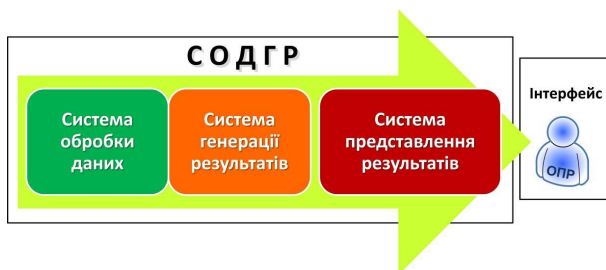 СОДГР
Система
обробки
даних
Система
генерації
результатів
Система
представлення
результатів
Інтерфейс
ОПР